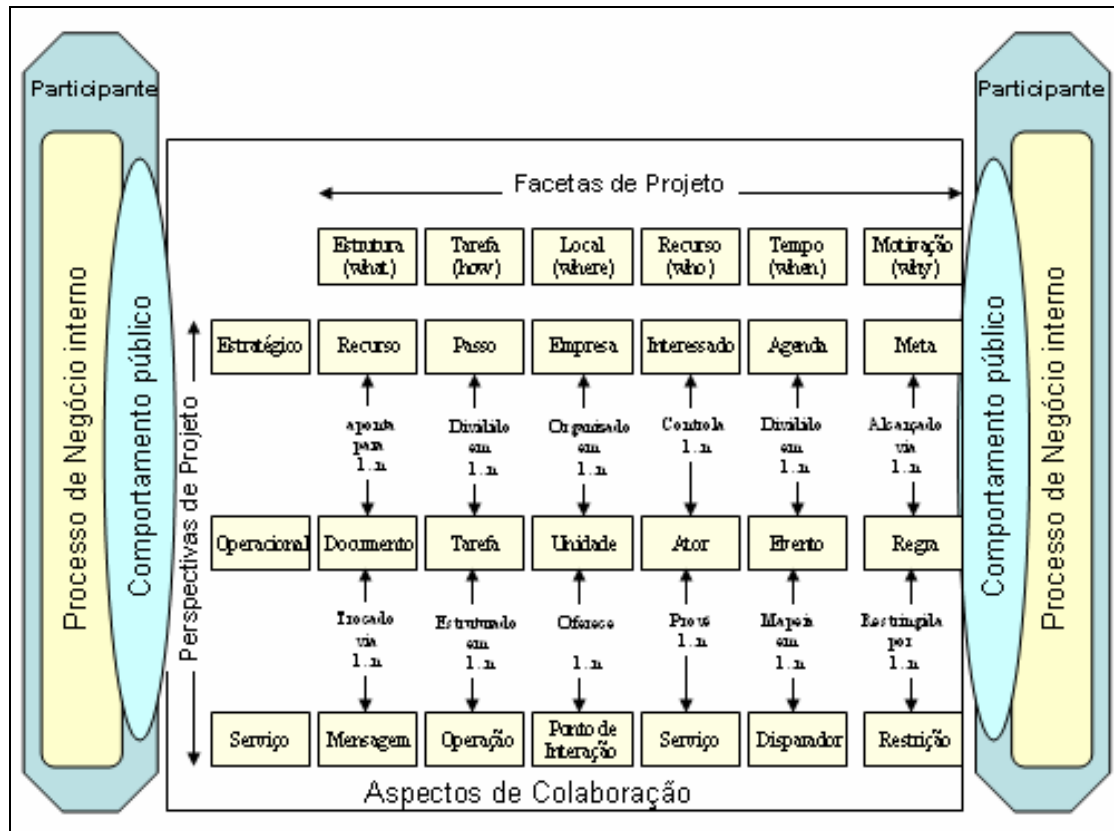 Participante
Participante
Processo de Negócio interno
Comportamento público
Facetas de Projeto
Estrutura
(what)
Tarefa
(how)
Local
(where)
Recurso
(who)
Tempo
(when)
Motivação
(why)
Perspectivas de Projeto
Estratégico
Recurso
Passo
Empresa
Interessado
Agenda
Meta
aponta
para
1..n
Dividido
em
1..n
Organizado
em
1..n
Controla
1..n
Dividido
em
1..n
Alcançado
via
1..n
Operacional
Documento
Tarefa
Unidade
Ator
Evento
Regra
Trocado
via
1..n
Estruturado
em
1..n
Oferece
1..n
Provê
1..n
Mapeia
em
1..n
Restringida
por
1..n
Serviço
Mensagem
Operação
Ponto de
Interação
Serviço
Disparador
Restrição
Aspectos de Colaboração
Comportamento público
Processo de Negócio interno